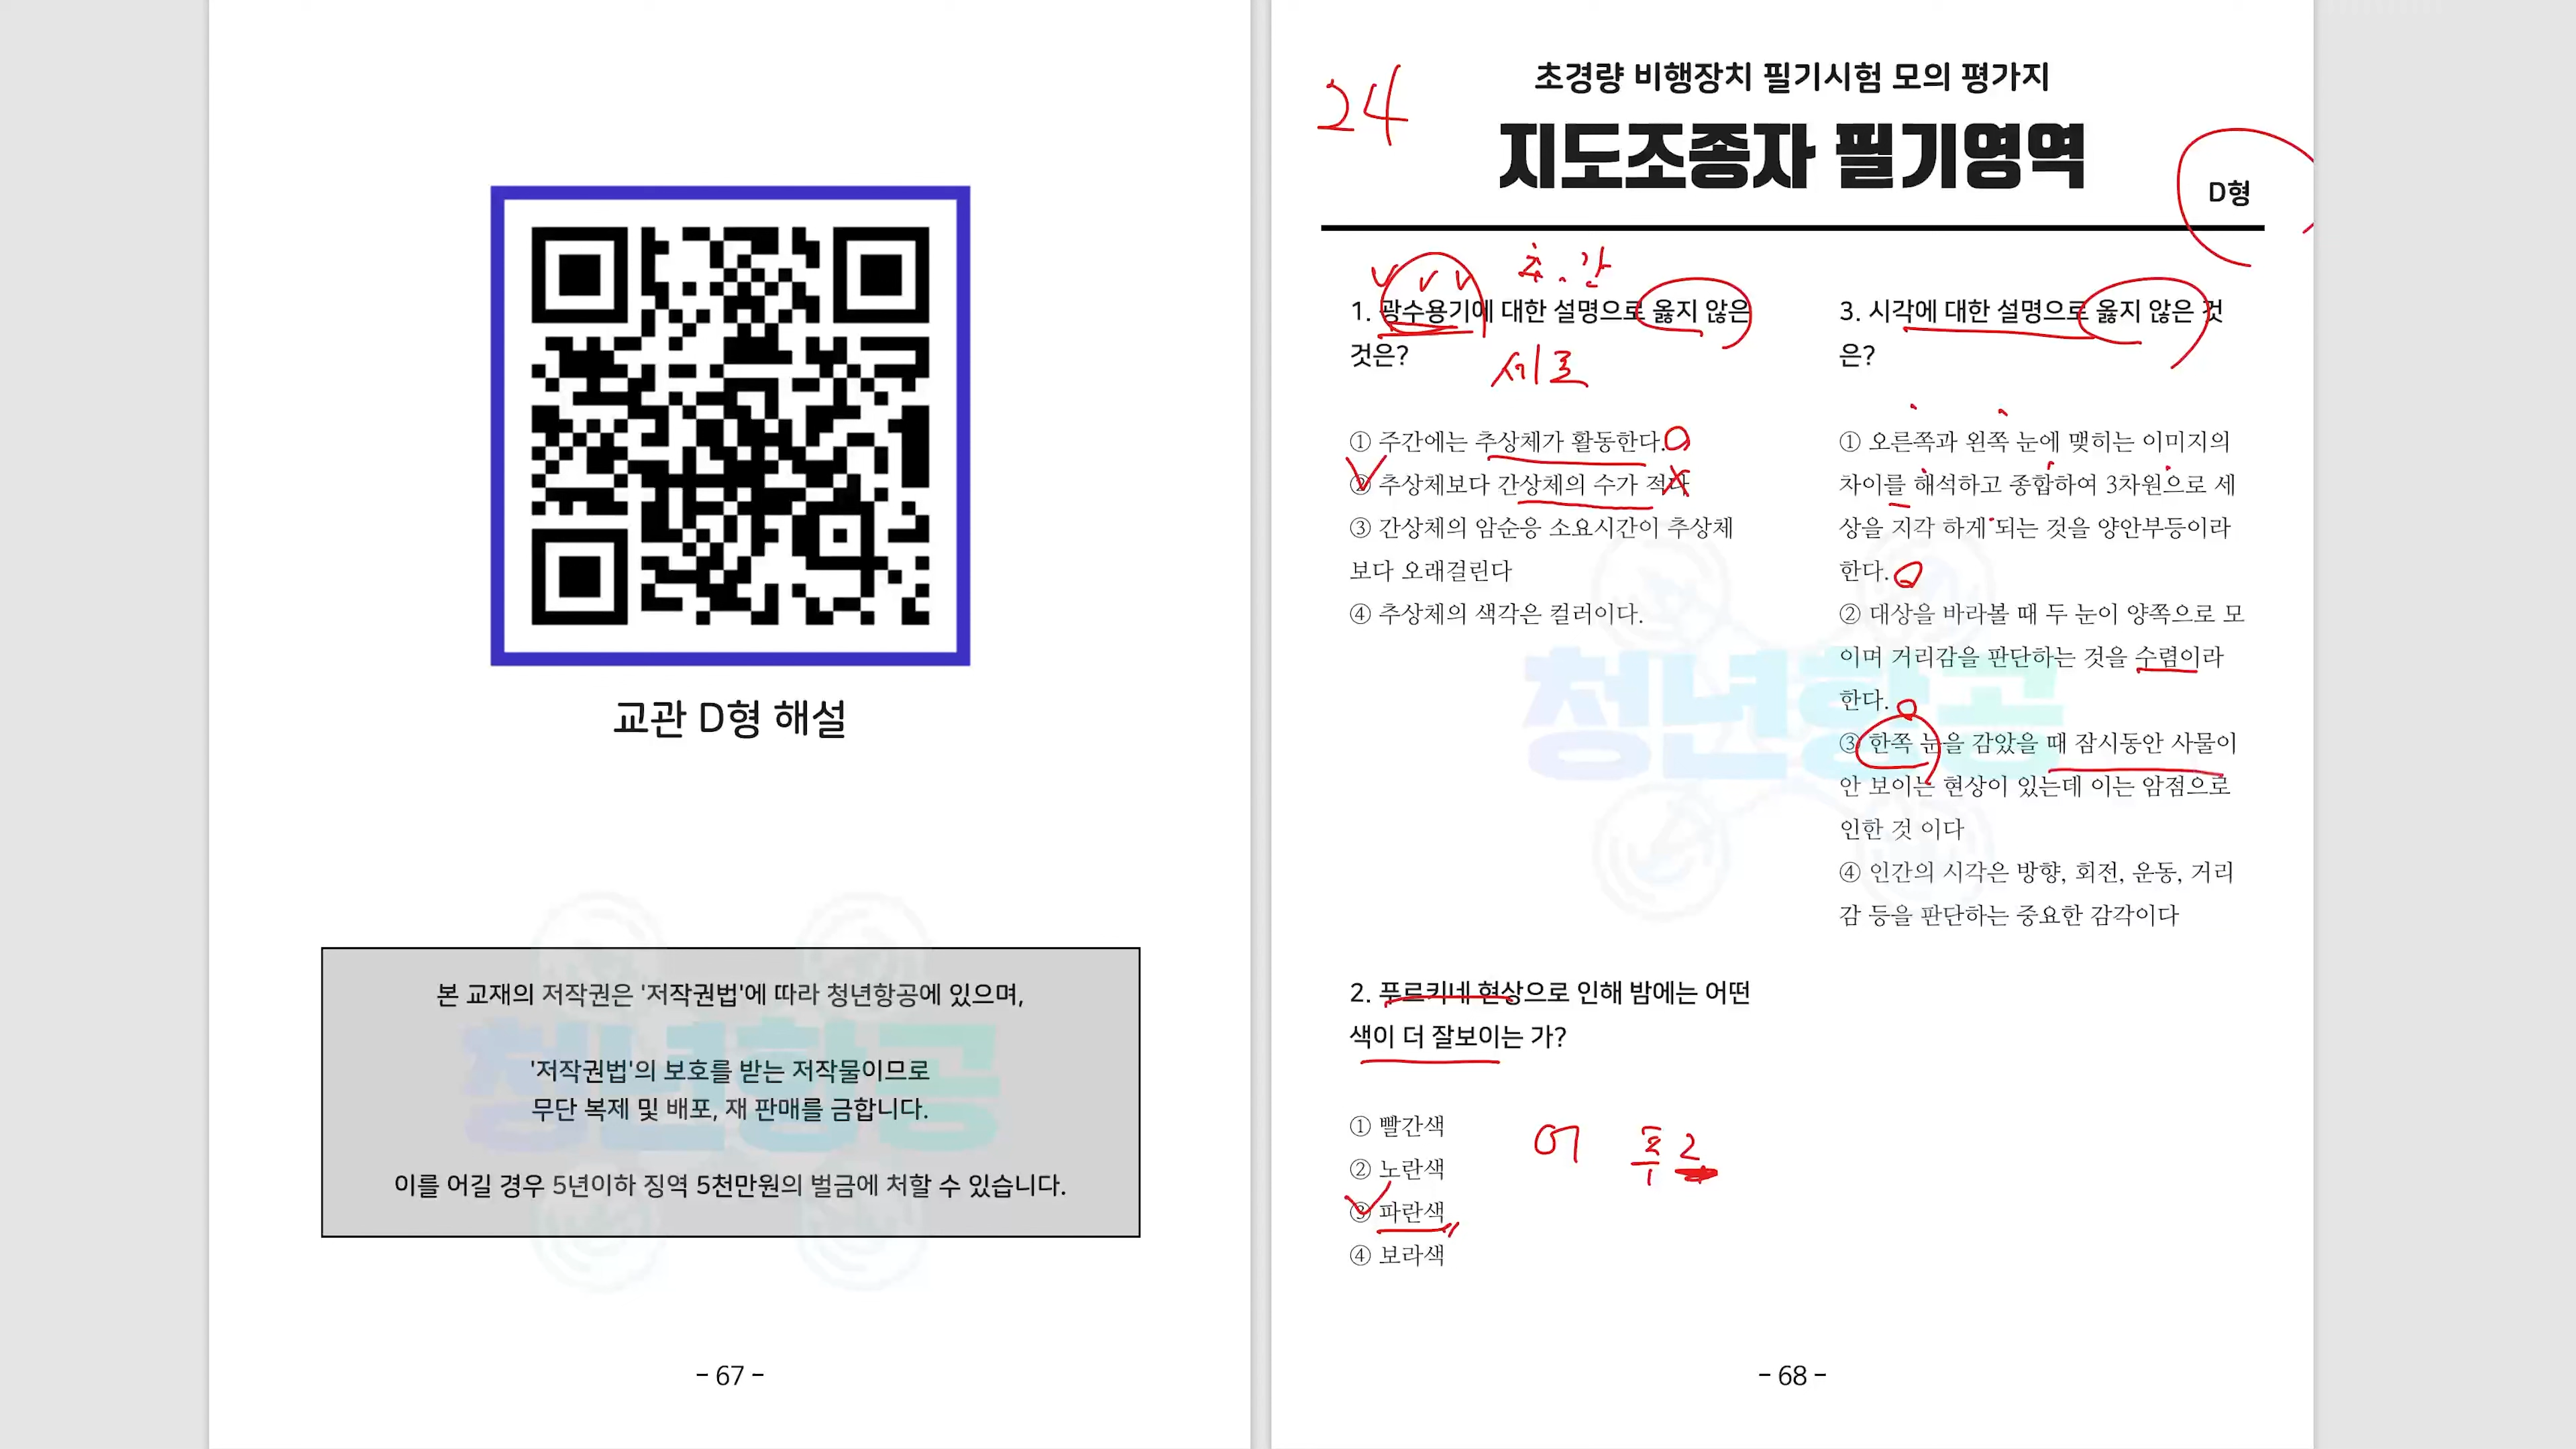 교관 D형 해설
본 교재의 저작권은 '저작권법'에 따라 청년항공에 있으며,
'저작권법'의 보호를 받는 저작물이므로
무단 복제 및 배포, 재 판매를 금합니다.
이를 어길 경우 5년이하 징역 5천만원의 벌금에 처할 수 있습니다.
청년항공
- 67 -
24
초경량 비행장치 필기시험 모의 평가지
지도조종자 필기영역
D형
추.간
1. 광수용기에 대한 설명으로 옳지 않은
것은?
세포
① 주간에는 추상체가 활동한다.
② 추상체보다 간상체의 수가 적다
③ 간상체의 암순응 소요시간이 추상체
보다 오래걸린다
④ 추상체의 색각은 컬러이다.
2. 푸르키네 현상으로 인해 밤에는 어떤
색이 더 잘보이는 가?
① 빨간색
② 노란색
③ 파란색
④ 보라색
3. 시각에 대한 설명으로 옳지 않은 것
은?
① 오른쪽과 왼쪽 눈에 맺히는 이미지의
차이를 해석하고 종합하여 3차원으로 세
상을 지각 하게 되는 것을 양안부등이라
한다.
② 대상을 바라볼 때 두 눈이 양쪽으로 모
이며 거리감을 판단하는 것을 수렴이라
한다.
③ 한쪽 눈을 감았을 때 잠시동안 사물이
안 보이는 현상이 있는데 이는 암점으로
인한 것 이다
④ 인간의 시각은 방향, 회전, 운동, 거리
감 등을 판단하는 중요한 감각이다
청년항공
- 68 -